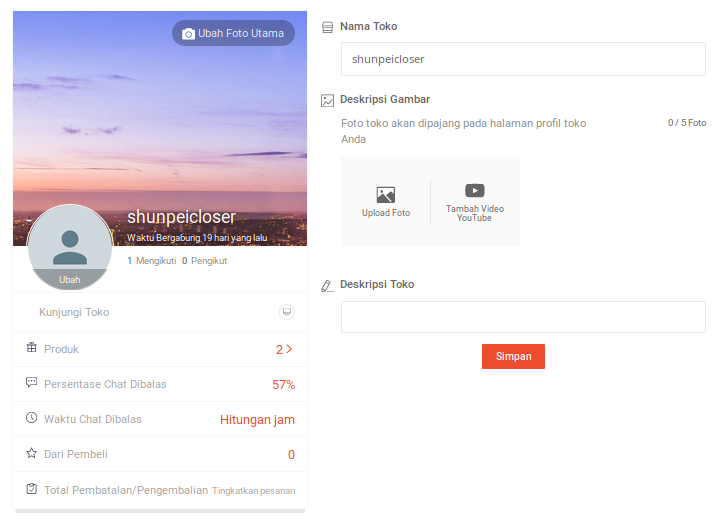 Ubah Foto Utama
shunpeicloser
Waktu Bergabung 19 hari yang lalu
1 Mengikuti 0 Pengikut
Ubah
Kunjungi Toko
Produk 2
Persentase Chat Dibalas 57%
Waktu Chat Dibalas Hitungan jam
Dari Pembeli 0
Total Pembatalan/Pengembalian Tingkatkan pesanan
Nama Toko
shunpeicloser
Deskripsi Gambar
Foto toko akan dipajang pada halaman profil toko 0 / 5 Foto
Anda
Upload Foto
Tambah Video
YouTube
Deskripsi Toko
Simpan